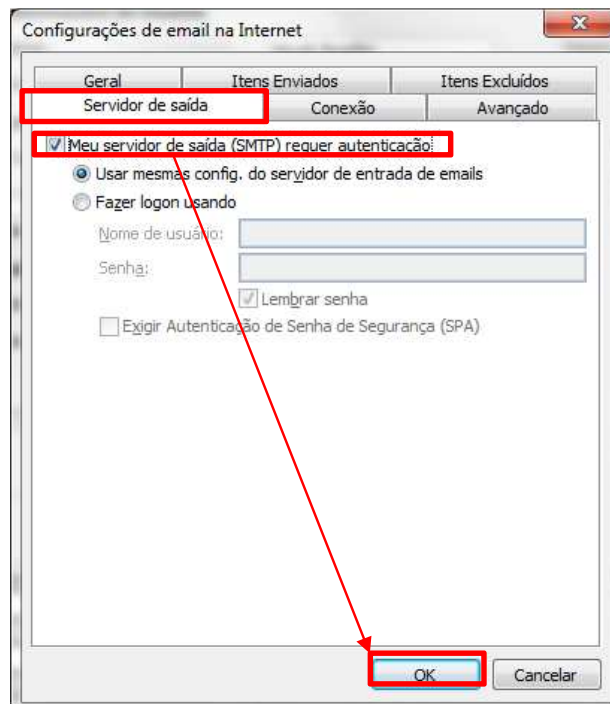 Configurações de email na Internet
Geral
Itens Enviados
Itens Excluídos
Servidor de saída
Conexão
Avançado
Meu servidor de saída (SMTP) requer autenticação
Usar mesmas config. do servidor de entrada de emails
Fazer logon usando
Nome de usuário:
Senha:
Lembrar senha
Exigir Autenticação de Senha de Segurança (SPA)
OK
Cancelar